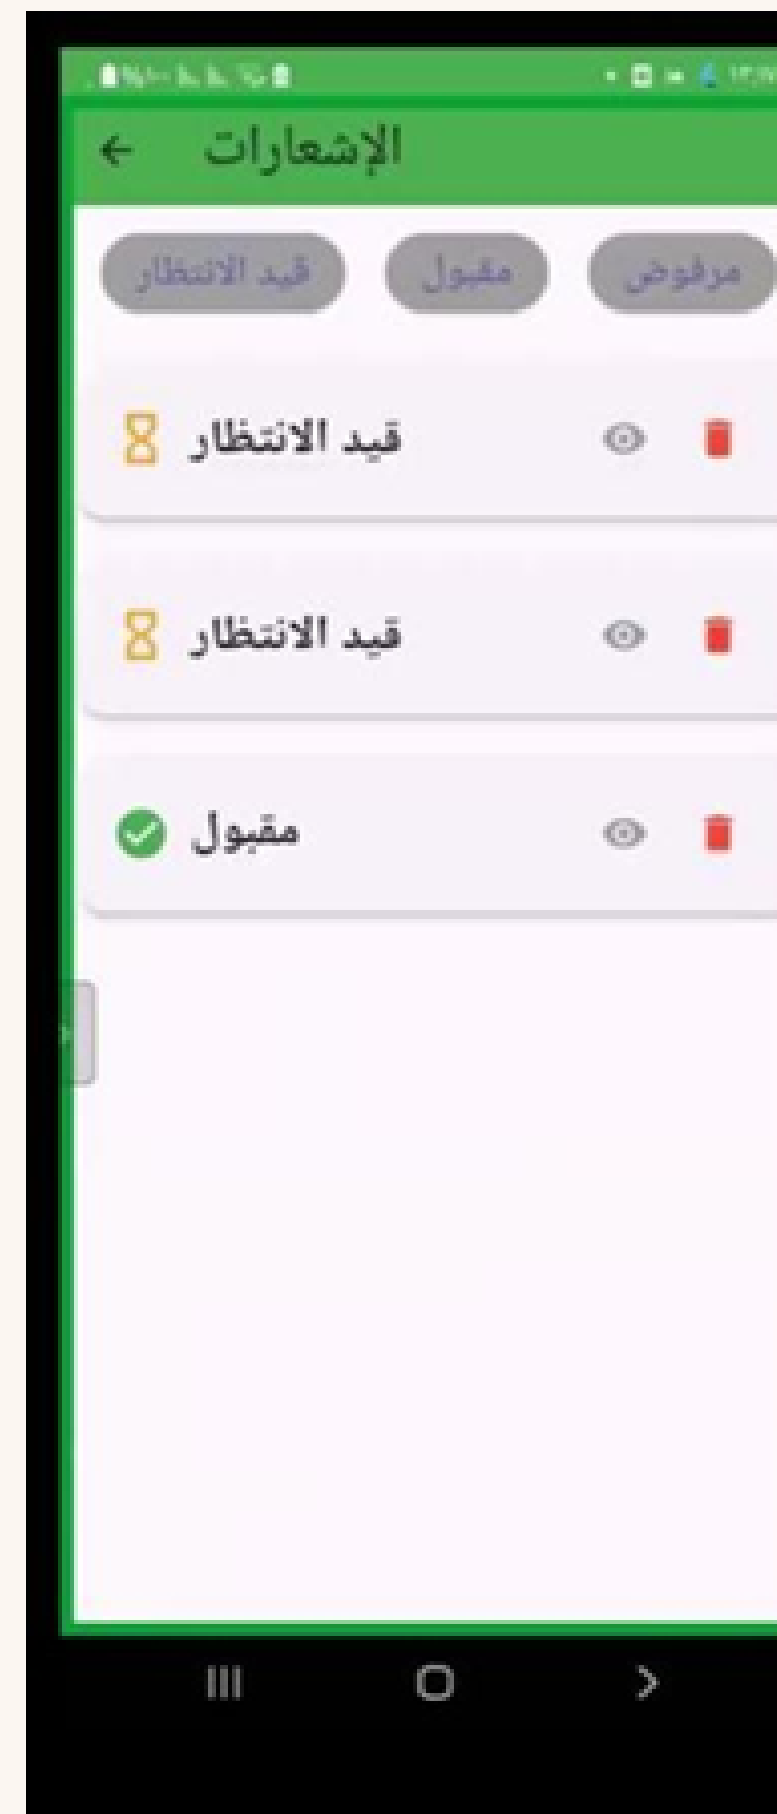 الإشعارات
مرفوض مقبول قيد الانتظار
قيد الانتظار
قيد الانتظار
مقبول